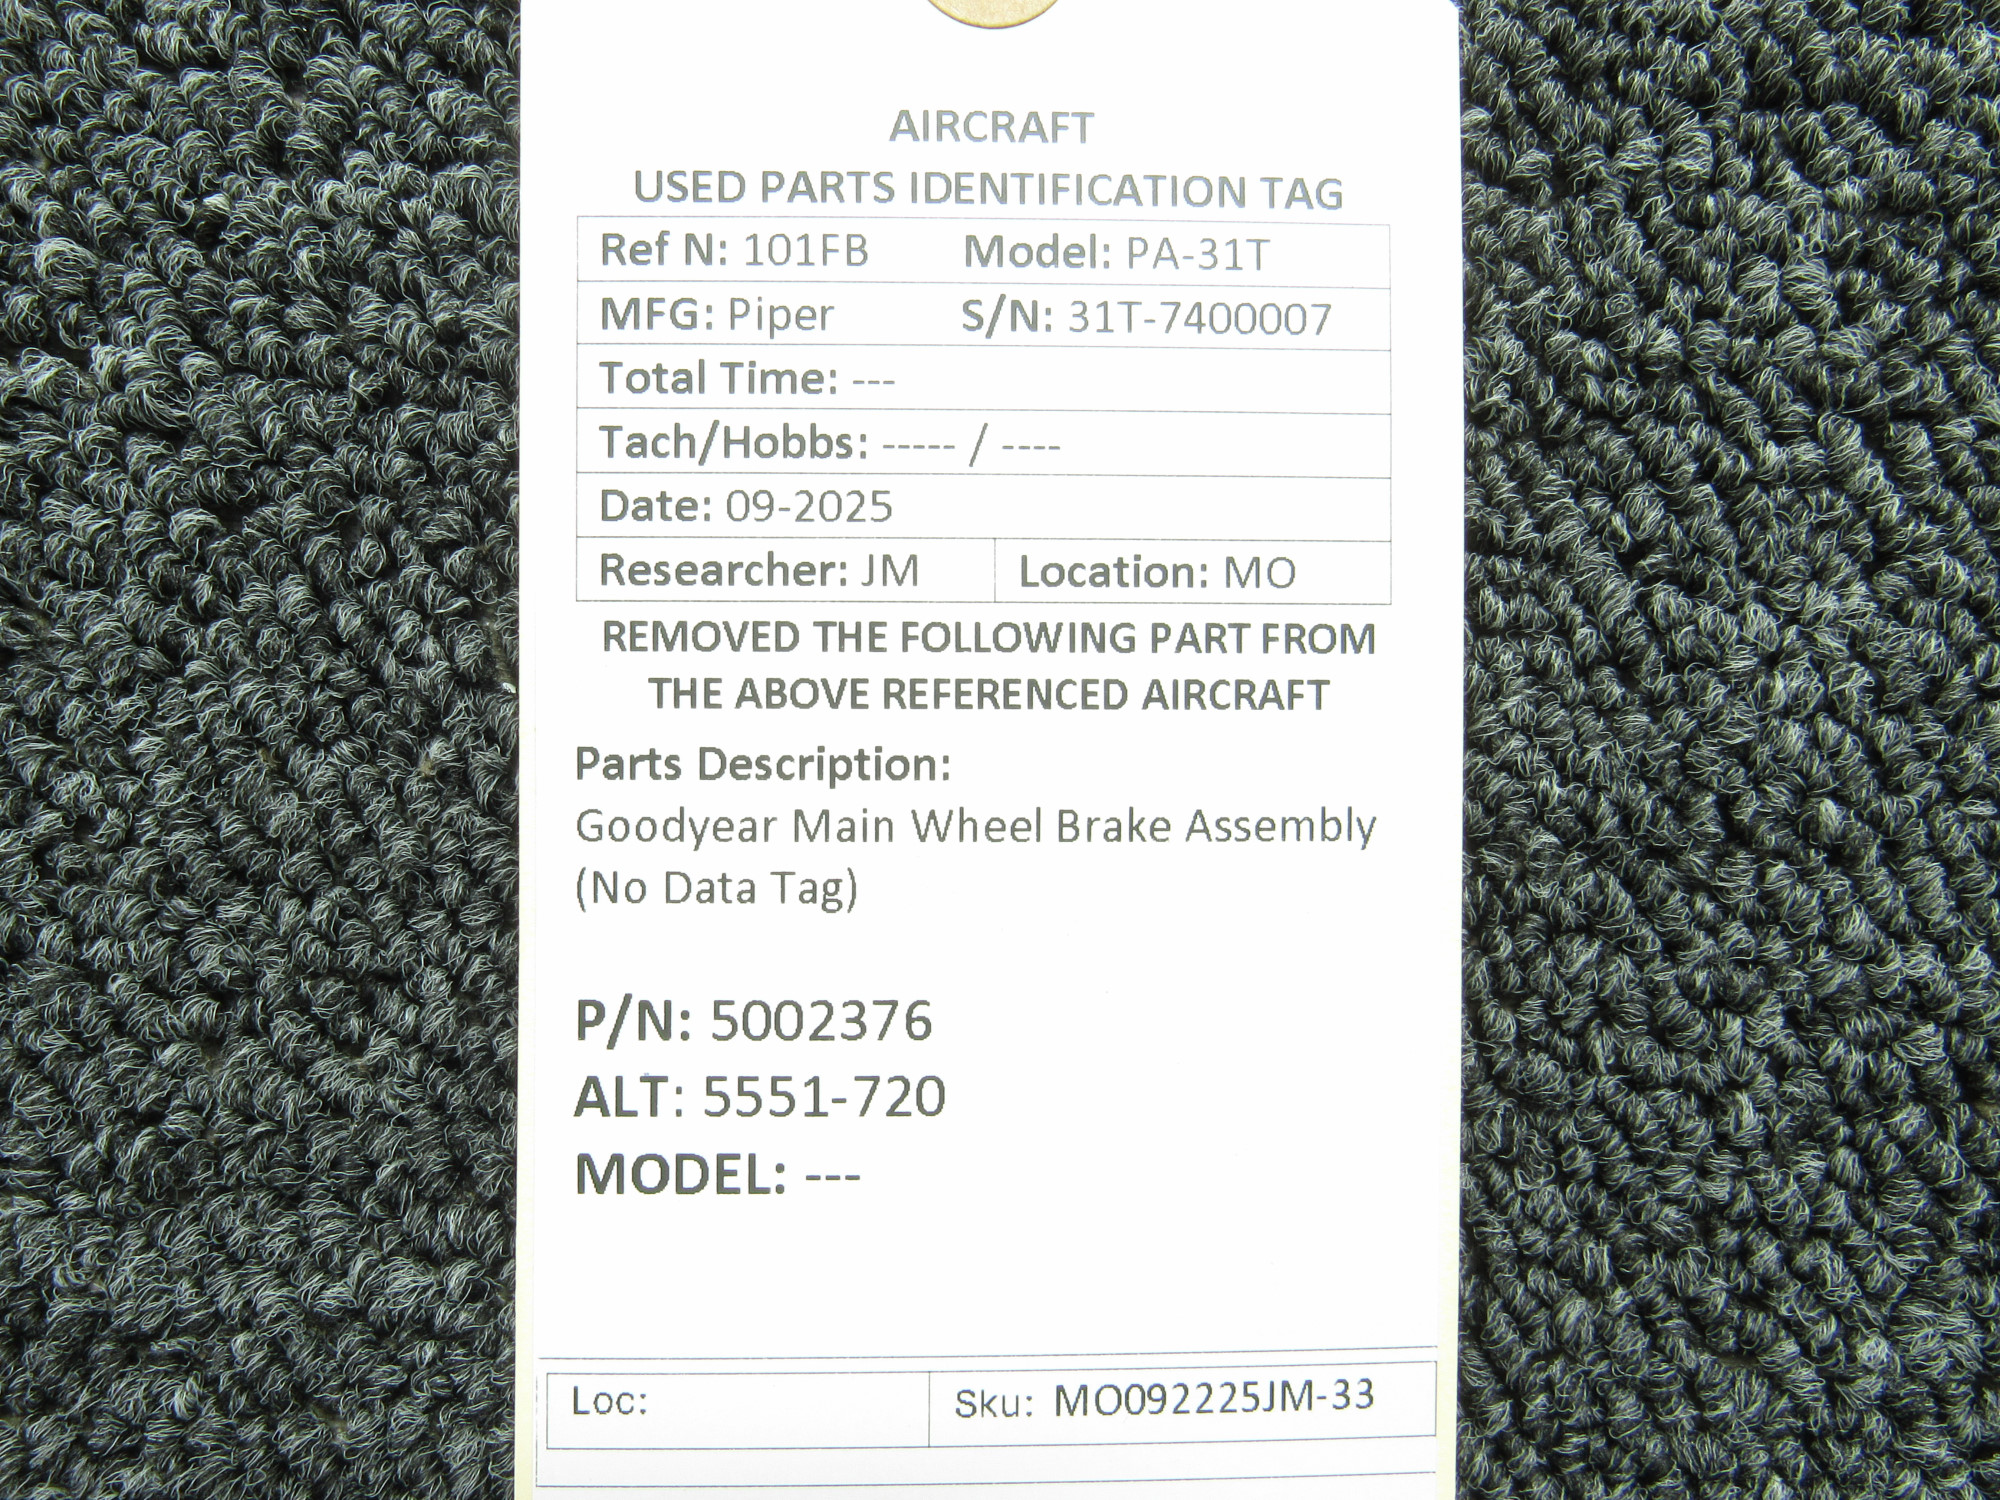 AIRCRAFT
USED PARTS IDENTIFICATION TAG
Ref N: 101FB Model: PA-31T
MFG: Piper S/N: 31T-7400007
Total Time: ---
Tach/Hobbs: ----- / ----
Date: 09-2025
Researcher: JM Location: MO
REMOVED THE FOLLOWING PART FROM
THE ABOVE REFERENCED AIRCRAFT
Parts Description:
Goodyear Main Wheel Brake Assembly
(No Data Tag)
P/N: 5002376
ALT: 5551-720
MODEL: ---
Loc: Sku: MO092225JM-33